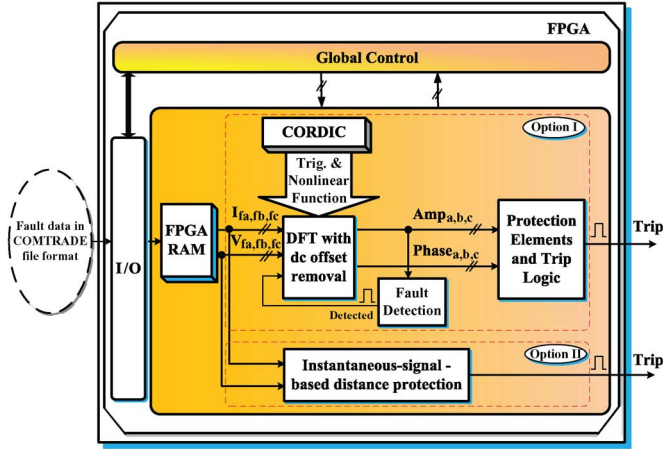 FPGA
Global Control
CORDIC
Option I
Trig. &
Nonlinear
Function
Fault data in
COMTRADE
file format
I/O
FPGA
RAM
Ifa,fb,fc
Vfa,fb,fc
DFT with
dc offset
removal
Ampa,b,c
Phasea,b,c
Protection
Elements
and Trip
Logic
Trip
Fault
Detection
Detected
Option II
Instantaneous-signal -
based distance protection
Trip